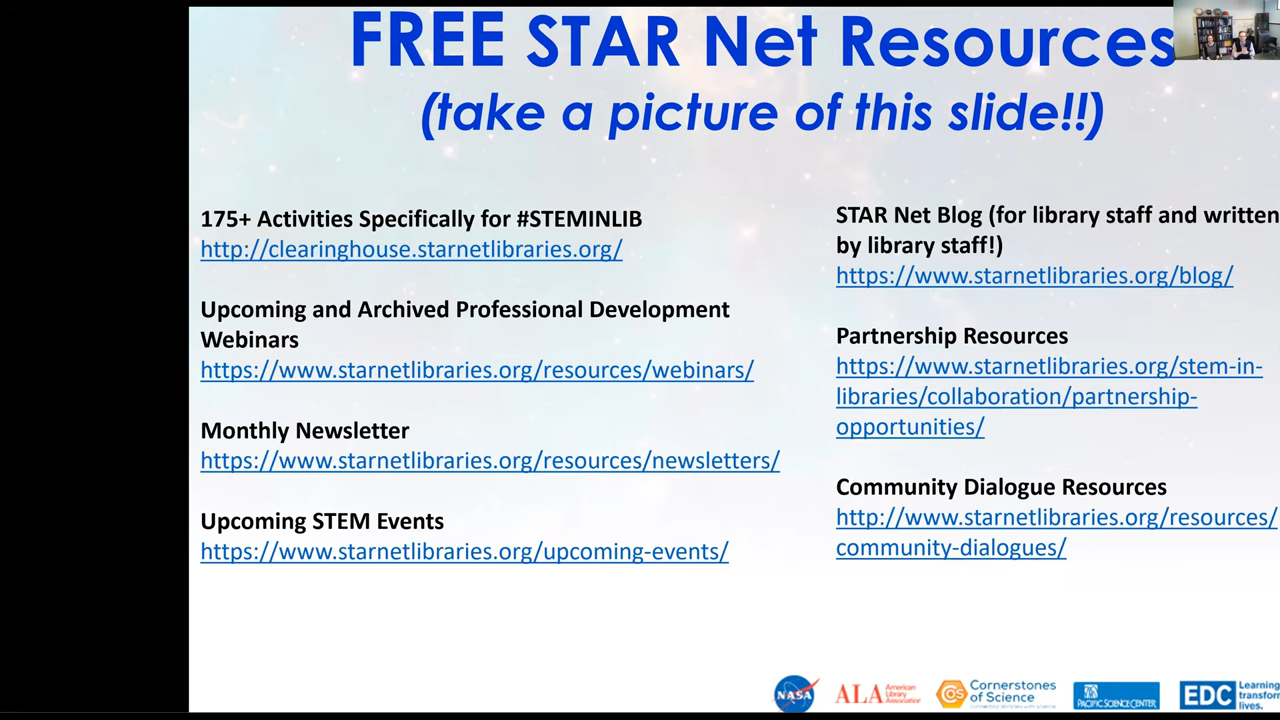 FREE STAR Net Resources
(take a picture of this slide!!)
175+ Activities Specifically for #STEMINLIB
http://clearinghouse.starnetlibraries.org/
Upcoming and Archived Professional Development
Webinars
https://www.starnetlibraries.org/resources/webinars/
Monthly Newsletter
https://www.starnetlibraries.org/resources/newsletters/
Upcoming STEM Events
https://www.starnetlibraries.org/upcoming-events/
STAR Net Blog (for library staff and written
by library staff!)
https://www.starnetlibraries.org/blog/
Partnership Resources
https://www.starnetlibraries.org/stem-in-
libraries/collaboration/partnership-
opportunities/
Community Dialogue Resources
http://www.starnetlibraries.org/resources/
community-dialogues/
NASA
ALA American
Library
Association
Cornerstones
of Science
connecting people with science
PACIFIC SCIENCE CENTER
EDC Learning
transform
lives.